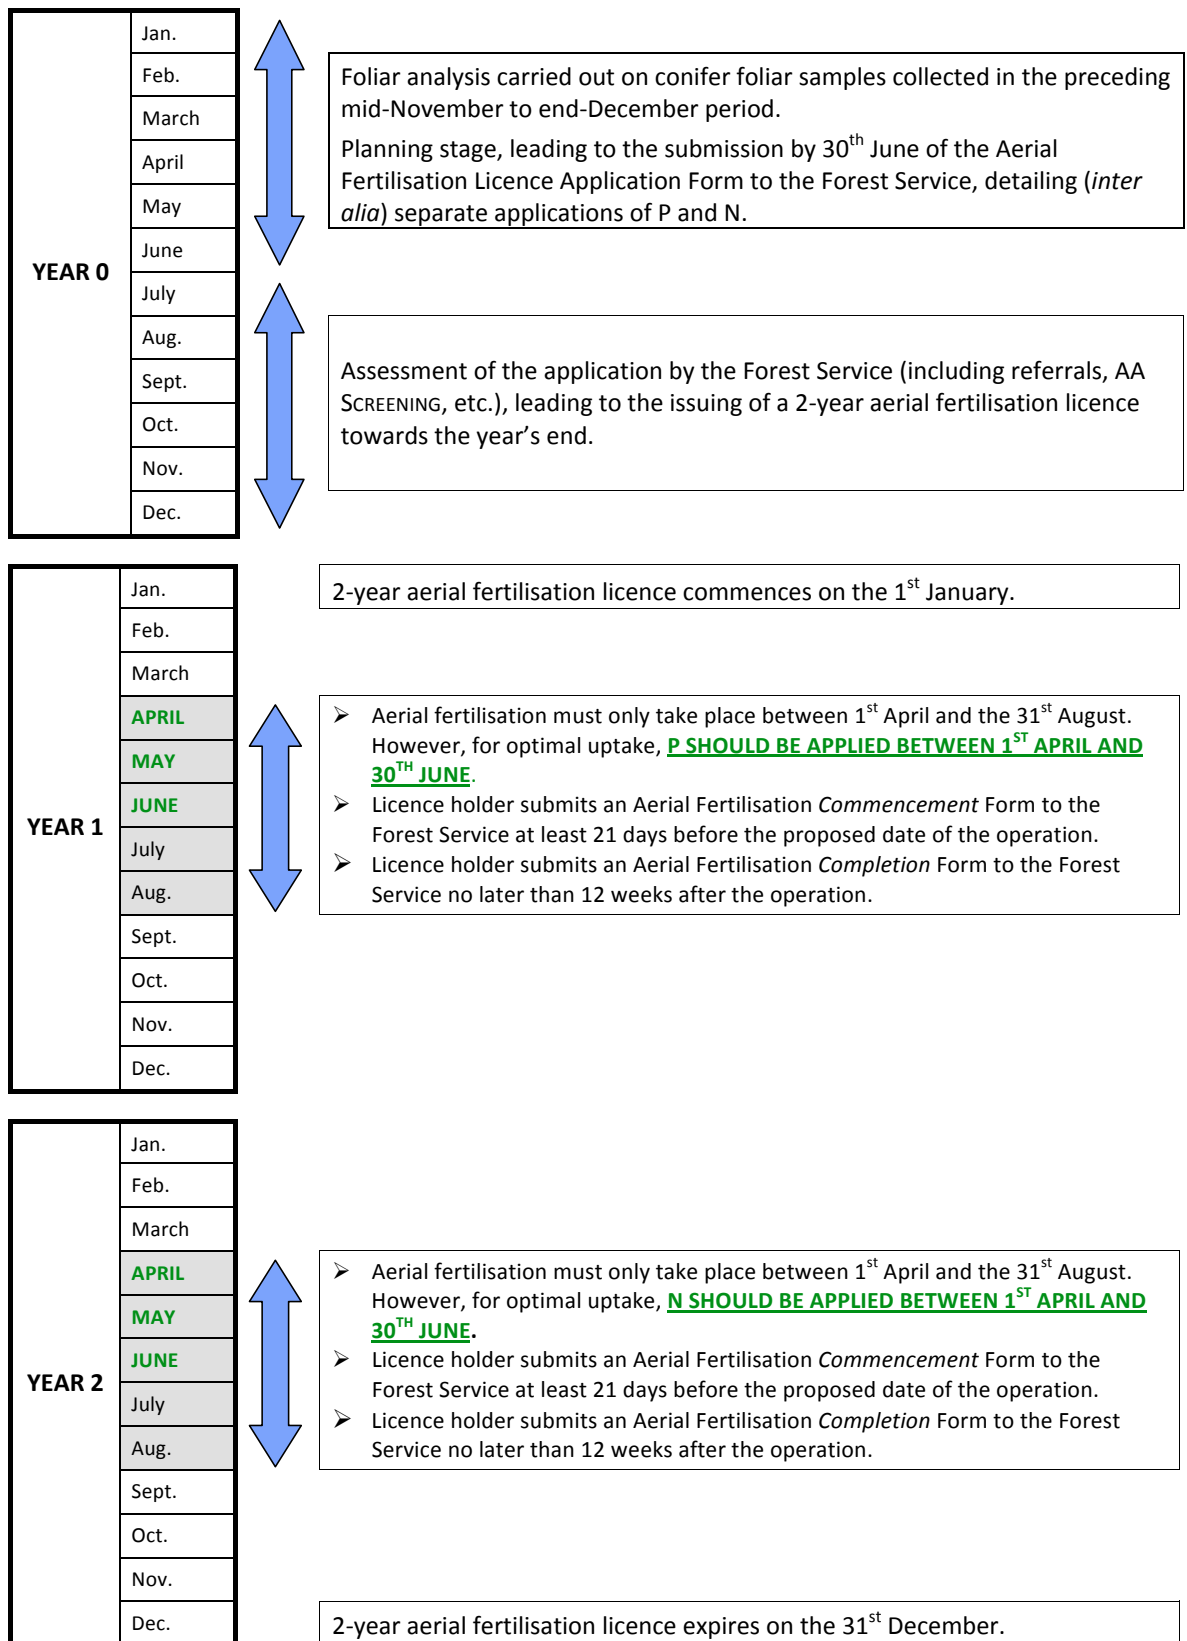 YEAR 0
Jan.
Feb.
March
April
May
June
July
Aug.
Sept.
Oct.
Nov.
Dec.
Foliar analysis carried out on conifer foliar samples collected in the preceding
mid-November to end-December period.
Planning stage, leading to the submission by 30th June of the Aerial
Fertilisation Licence Application Form to the Forest Service, detailing (inter
alia) separate applications of P and N.
Assessment of the application by the Forest Service (including referrals, AA
SCREENING, etc.), leading to the issuing of a 2-year aerial fertilisation licence
towards the year’s end.
YEAR 1
Jan.
Feb.
March
APRIL
MAY
JUNE
July
Aug.
Sept.
Oct.
Nov.
Dec.
2-year aerial fertilisation licence commences on the 1st January.
➢ Aerial fertilisation must only take place between 1st April and the 31st August.
However, for optimal uptake, P SHOULD BE APPLIED BETWEEN 1ST APRIL AND
30TH JUNE.
➢ Licence holder submits an Aerial Fertilisation Commencement Form to the
Forest Service at least 21 days before the proposed date of the operation.
➢ Licence holder submits an Aerial Fertilisation Completion Form to the Forest
Service no later than 12 weeks after the operation.
YEAR 2
Jan.
Feb.
March
APRIL
MAY
JUNE
July
Aug.
Sept.
Oct.
Nov.
Dec.
➢ Aerial fertilisation must only take place between 1st April and the 31st August.
However, for optimal uptake, N SHOULD BE APPLIED BETWEEN 1ST APRIL AND
30TH JUNE.
➢ Licence holder submits an Aerial Fertilisation Commencement Form to the
Forest Service at least 21 days before the proposed date of the operation.
➢ Licence holder submits an Aerial Fertilisation Completion Form to the Forest
Service no later than 12 weeks after the operation.
2-year aerial fertilisation licence expires on the 31st December.